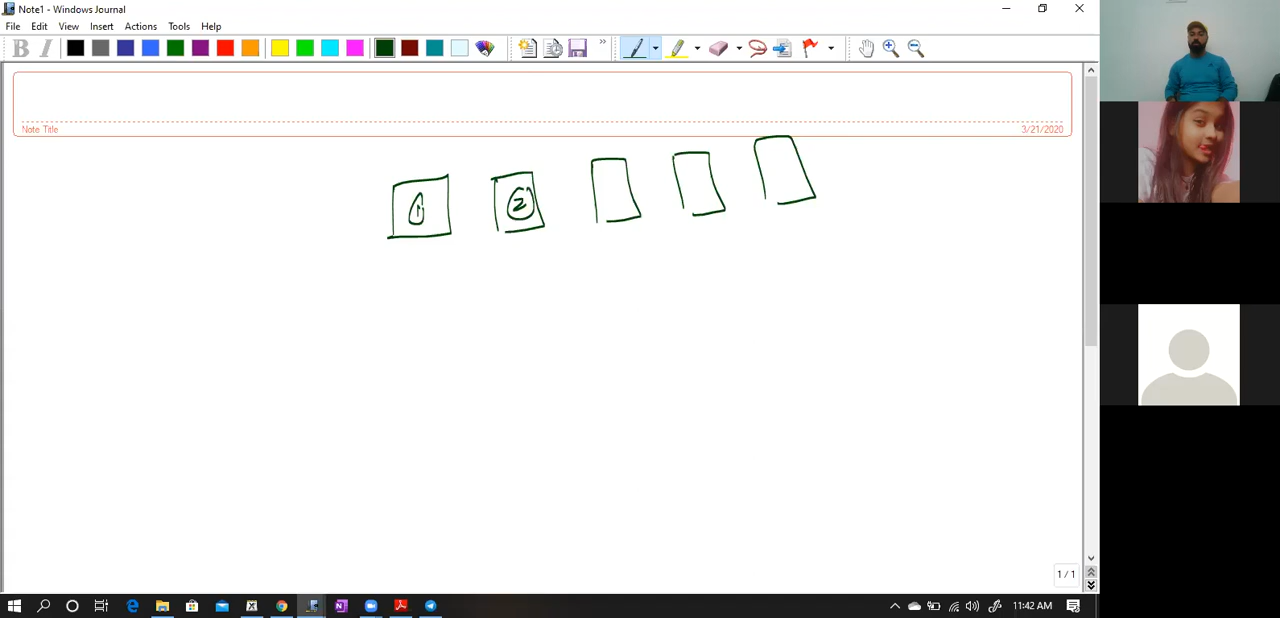 Note1 - Windows Journal
File Edit View Insert Actions Tools Help
B I
Note Title
3/21/2020
1 2
1 / 1
11:42 AM